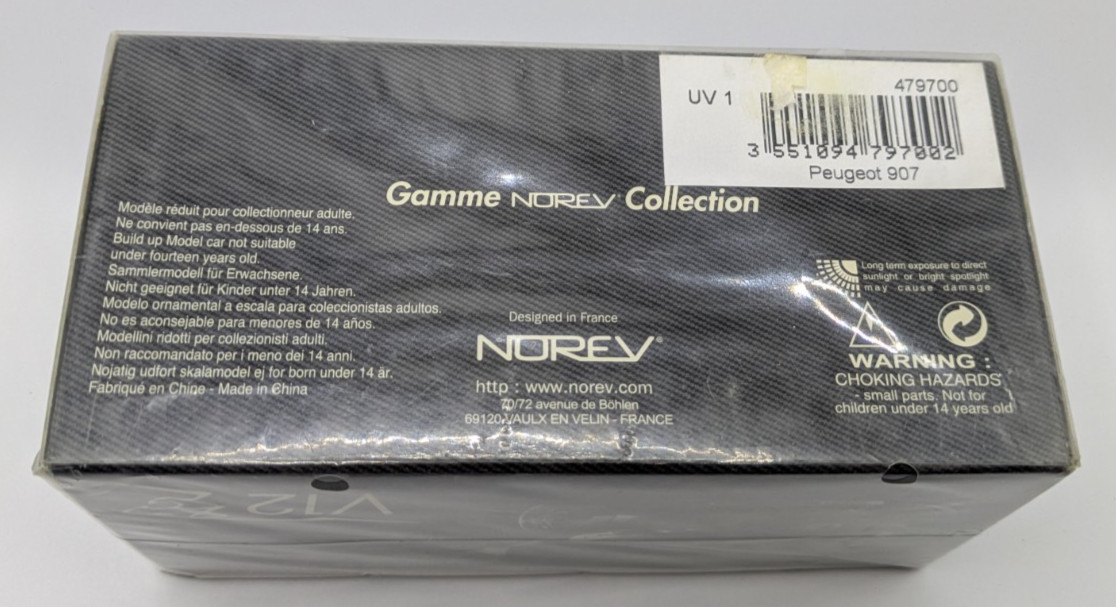 479700
UV 1
3 551094 797002
Peugeot 907
Gamme NOREV Collection
Modèle réduit pour collectionneur adulte.
Ne convient pas en-dessous de 14 ans.
Build up Model car not suitable
under fourteen years old.
Sammlermodell für Erwachsene.
Nicht geeignet für Kinder unter 14 Jahren.
Modelo ornamental a escala para coleccionistas adultos.
No es aconsejable para menores de 14 años.
Modellini ridotti per collezionisti adulti.
Non raccomandato per i meno dei 14 anni.
Nojatig udfort skalamodel ej for born under 14 år.
Fabriqué en Chine - Made in China
Designed in France
NOREV®
http : www.norev.com
70/72 avenue de Böhlen
69120 VAULX EN VELIN - FRANCE
Long term exposure to direct
sunlight or bright spotlight
may cause damage
WARNING :
CHOKING HAZARDS
- small parts. Not for
children under 14 years old
V12